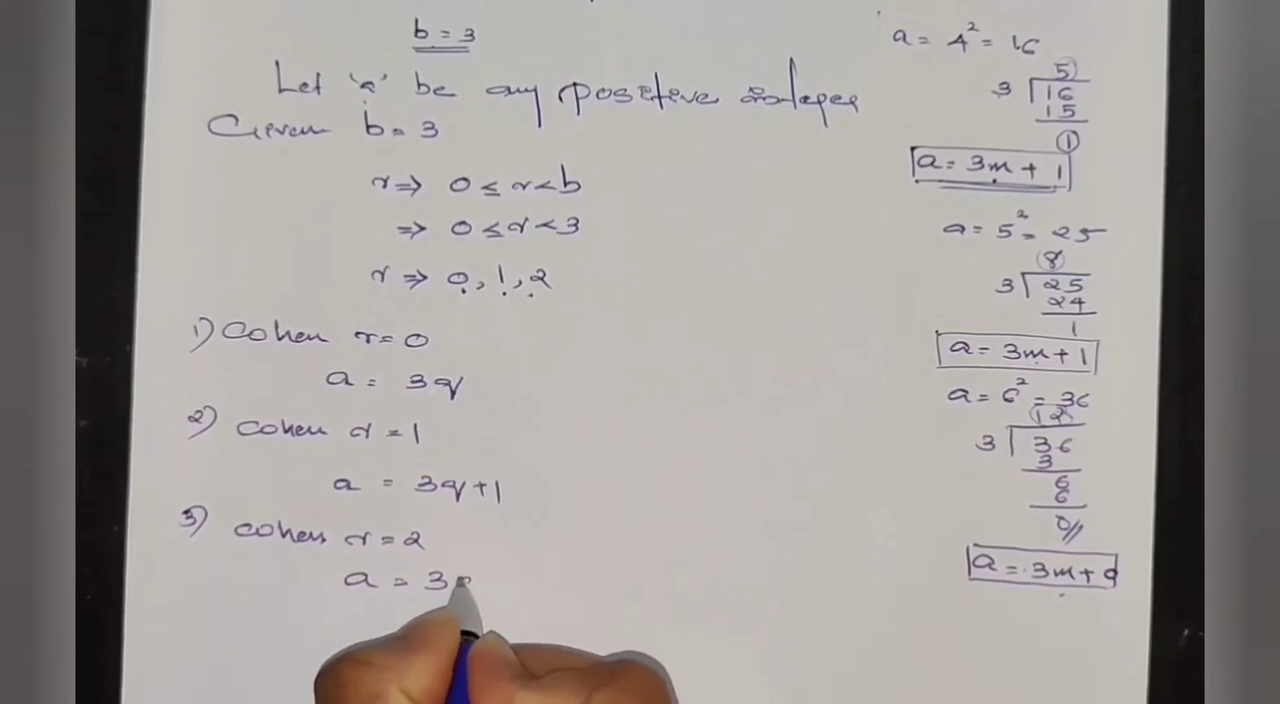 b = 3
Let 'a' be any positive integer
Given b = 3
r ⇒ 0 ≤ r < b
⇒ 0 ≤ r < 3
r ⇒ 0, 1, 2
1) When r = 0
a = 3q
2) When r = 1
a = 3q + 1
3) When r = 2
a = 3
a = 4² = 16
5
3 16
15
1
a = 3m + 1
a = 5² = 25
8
3 25
24
1
a = 3m + 1
a = 6² = 36
12
3 36
3
6
6
0//
a = 3m + 0